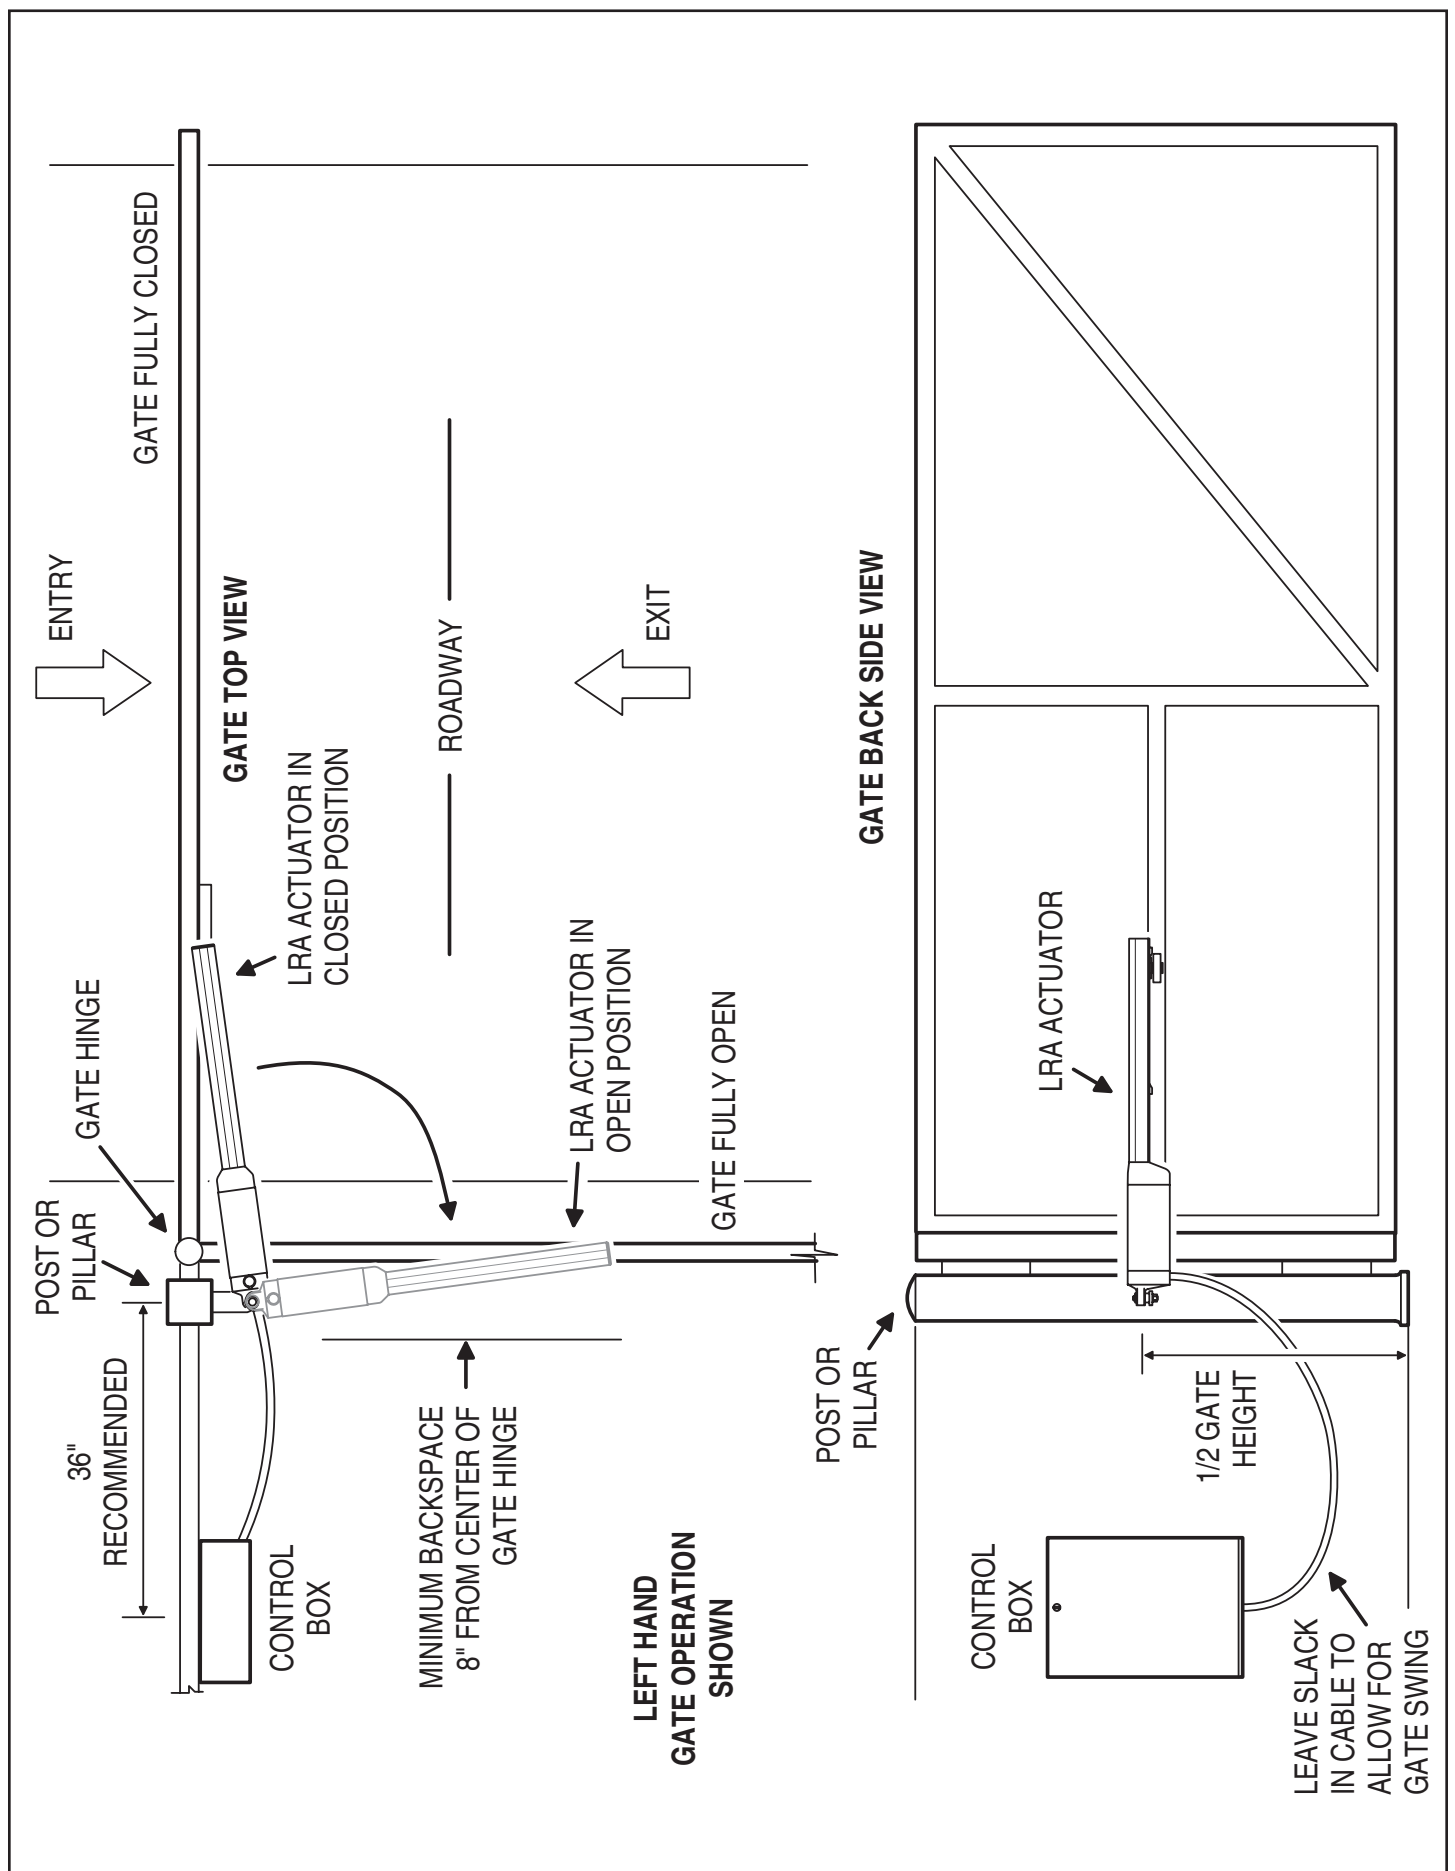 36"
RECOMMENDED
POST OR
PILLAR
GATE HINGE
ENTRY
GATE FULLY CLOSED
CONTROL
BOX
LRA ACTUATOR IN
CLOSED POSITION
GATE TOP VIEW
MINIMUM BACKSPACE
8" FROM CENTER OF
GATE HINGE
ROADWAY
LRA ACTUATOR IN
OPEN POSITION
EXIT
LEFT HAND
GATE OPERATION
SHOWN
GATE FULLY OPEN
POST OR
PILLAR
GATE BACK SIDE VIEW
CONTROL
BOX
LRA ACTUATOR
1/2 GATE
HEIGHT
LEAVE SLACK
IN CABLE TO
ALLOW FOR
GATE SWING